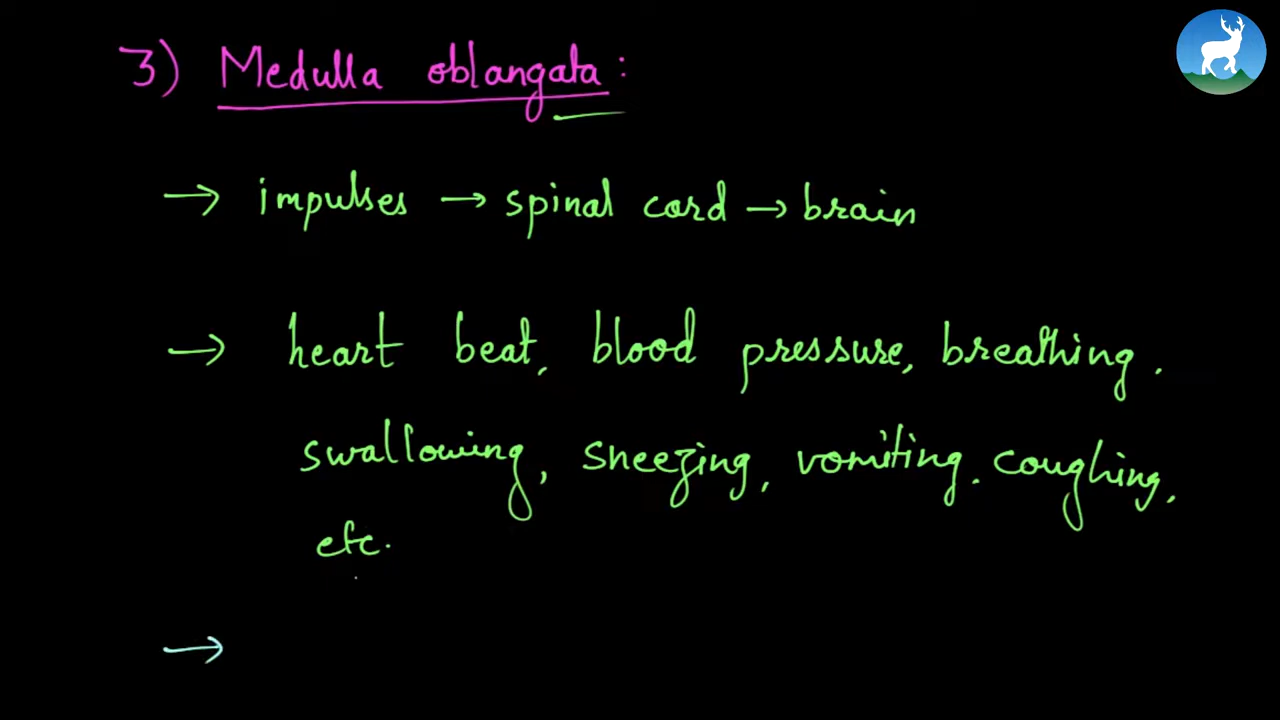 3) Medulla oblangata:
→ impulses → spinal cord → brain
→ heart beat, blood pressure, breathing.
swallowing, sneezing, vomiting. coughing,
etc.
→